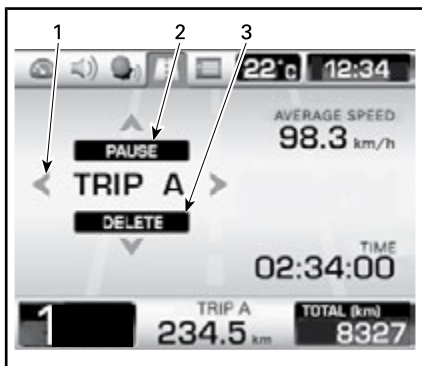 1 2 3
22°c 12:34
AVERAGE SPEED
98.3 km/h
PAUSE
TRIP A
DELETE
TIME
02:34:00
1
TRIP A
234.5 km
TOTAL (km)
8327